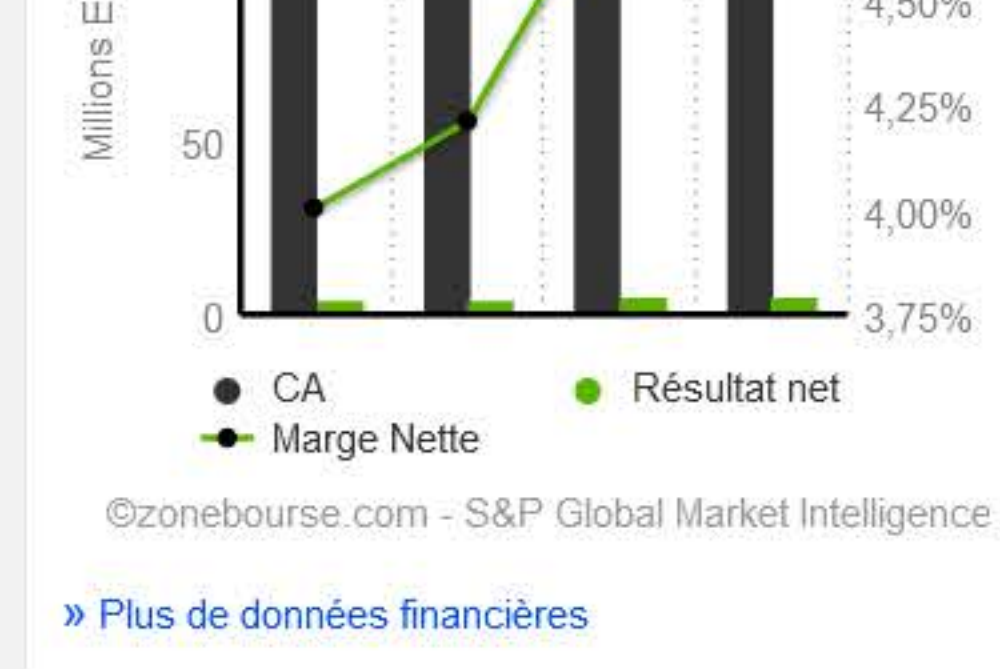 Millions E
4,50%
4,25%
50
4,00%
0
3,75%
CA
Résultat net
Marge Nette
©zonebourse.com - S&P Global Market Intelligence
» Plus de données financières